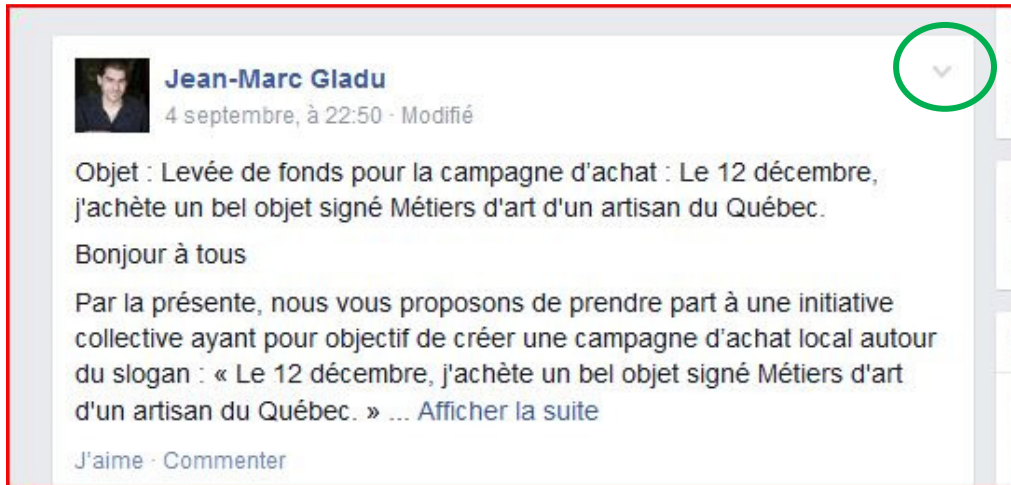 Jean-Marc Gladu
4 septembre, à 22:50 · Modifié
Objet : Levée de fonds pour la campagne d’achat : Le 12 décembre,
j'achète un bel objet signé Métiers d'art d'un artisan du Québec.
Bonjour à tous
Par la présente, nous vous proposons de prendre part à une initiative
collective ayant pour objectif de créer une campagne d’achat local autour
du slogan : « Le 12 décembre, j'achète un bel objet signé Métiers d'art
d'un artisan du Québec. » ... Afficher la suite
J’aime · Commenter